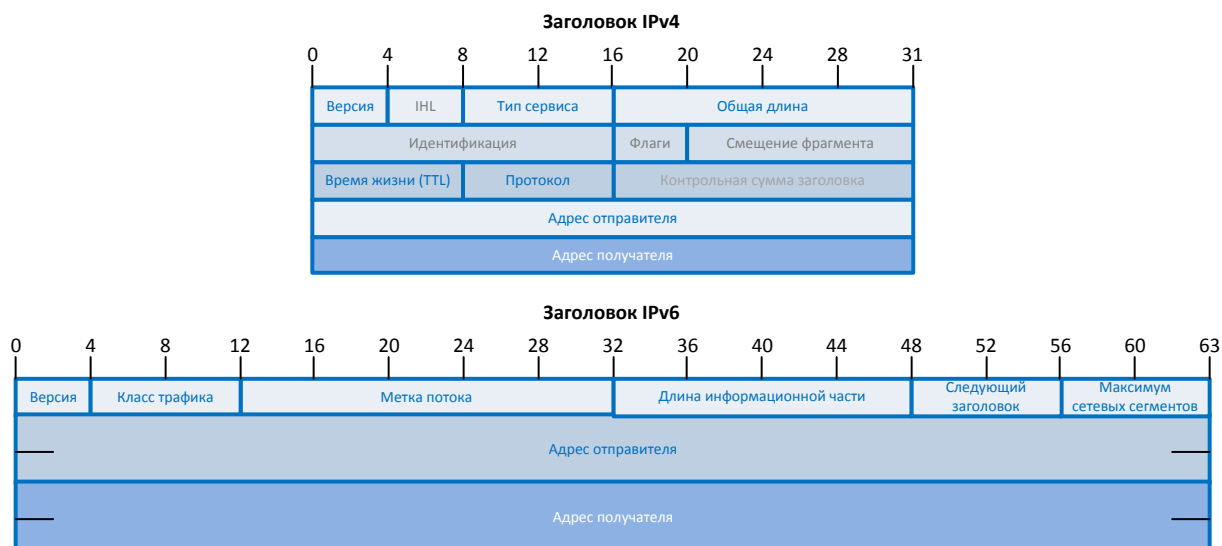 Заголовок IPv4
0 4 8 12 16 20 24 28 31
Версия IHL Тип сервиса Общая длина
Идентификация Флаги Смещение фрагмента
Время жизни (TTL) Протокол Контрольная сумма заголовка
Адрес отправителя
Адрес получателя
Заголовок IPv6
0 4 8 12 16 20 24 28 32 36 40 44 48 52 56 60 63
Версия Класс трафика Метка потока Длина информационной части Следующий заголовок Максимум сетевых сегментов
Адрес отправителя
Адрес получателя